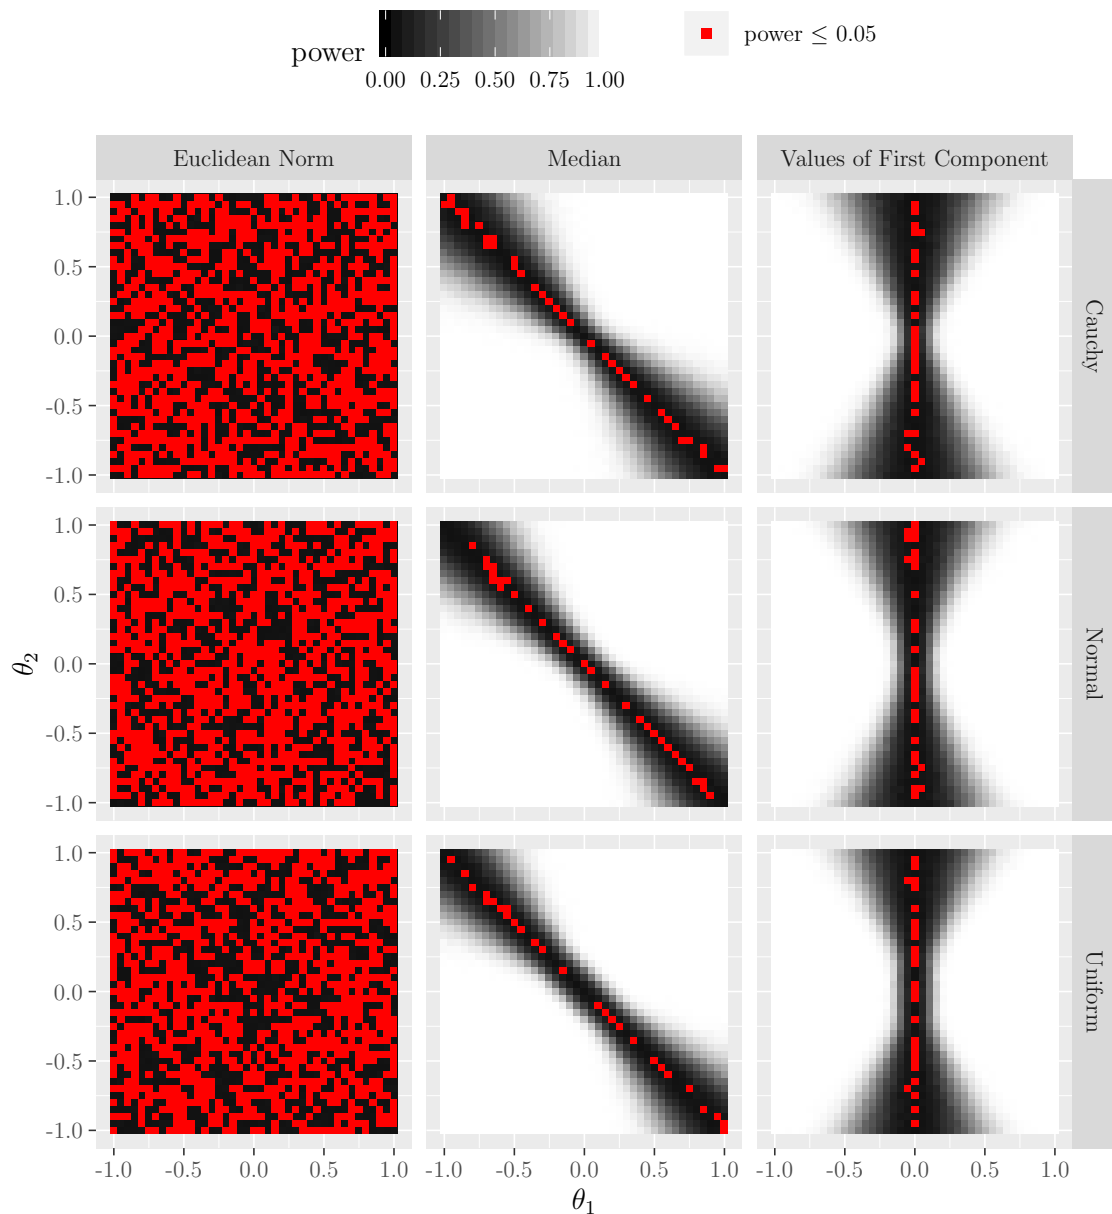 power
0.00 0.25 0.50 0.75 1.00
power ≤ 0.05
Euclidean Norm
Median
Values of First Component
1.0
0.5
0.0
-0.5
-1.0
Cauchy
1.0
0.5
0.0
-0.5
-1.0
Normal
θ2
1.0
0.5
0.0
-0.5
-1.0
Uniform
-1.0 -0.5 0.0 0.5 1.0
-1.0 -0.5 0.0 0.5 1.0
-1.0 -0.5 0.0 0.5 1.0
θ1